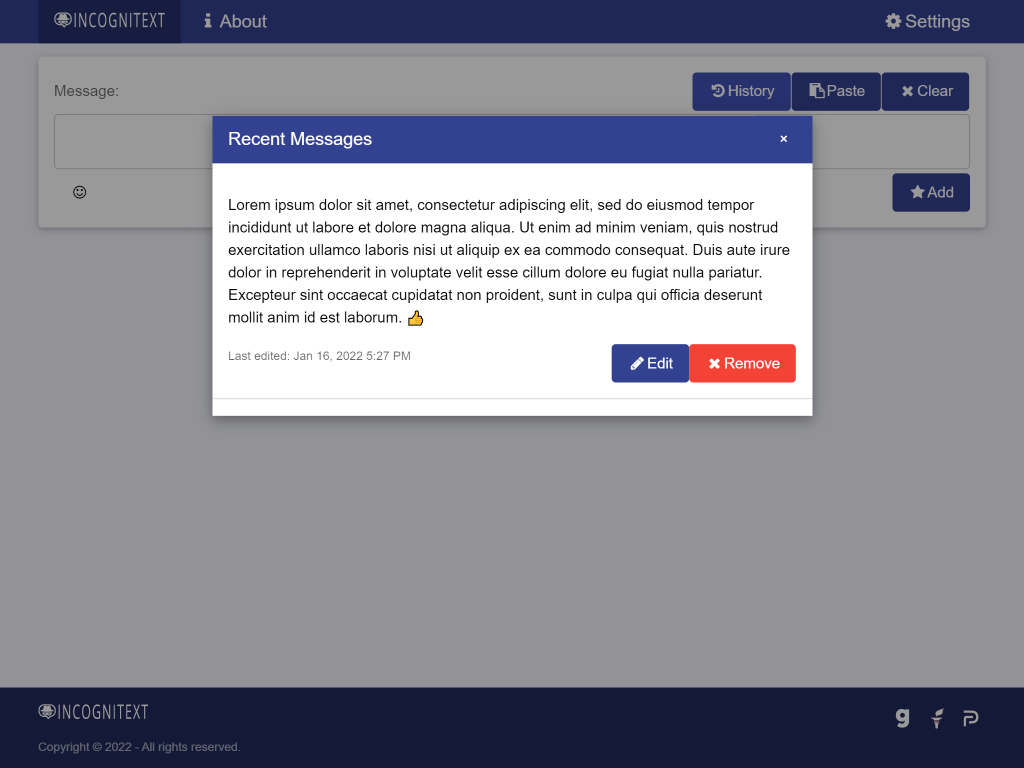 INCOGNITEXT
About
Settings
Message:
History
Paste
Clear
Recent Messages
×
Lorem ipsum dolor sit amet, consectetur adipiscing elit, sed do eiusmod tempor
incididunt ut labore et dolore magna aliqua. Ut enim ad minim veniam, quis nostrud
exercitation ullamco laboris nisi ut aliquip ex ea commodo consequat. Duis aute irure
dolor in reprehenderit in voluptate velit esse cillum dolore eu fugiat nulla pariatur.
Excepteur sint occaecat cupidatat non proident, sunt in culpa qui officia deserunt
mollit anim id est laborum. 👍
Last edited: Jan 16, 2022 5:27 PM
Edit
Remove
Add
INCOGNITEXT
Copyright © 2022 - All rights reserved.